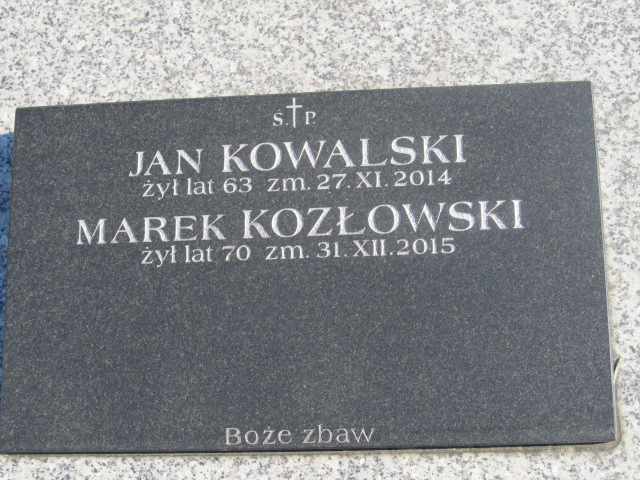 Ś.†P.
JAN KOWALSKI
żył lat 63 zm. 27.XI.2014
MAREK KOZŁOWSKI
żył lat 70 zm. 31.XII.2015
Boże zbaw